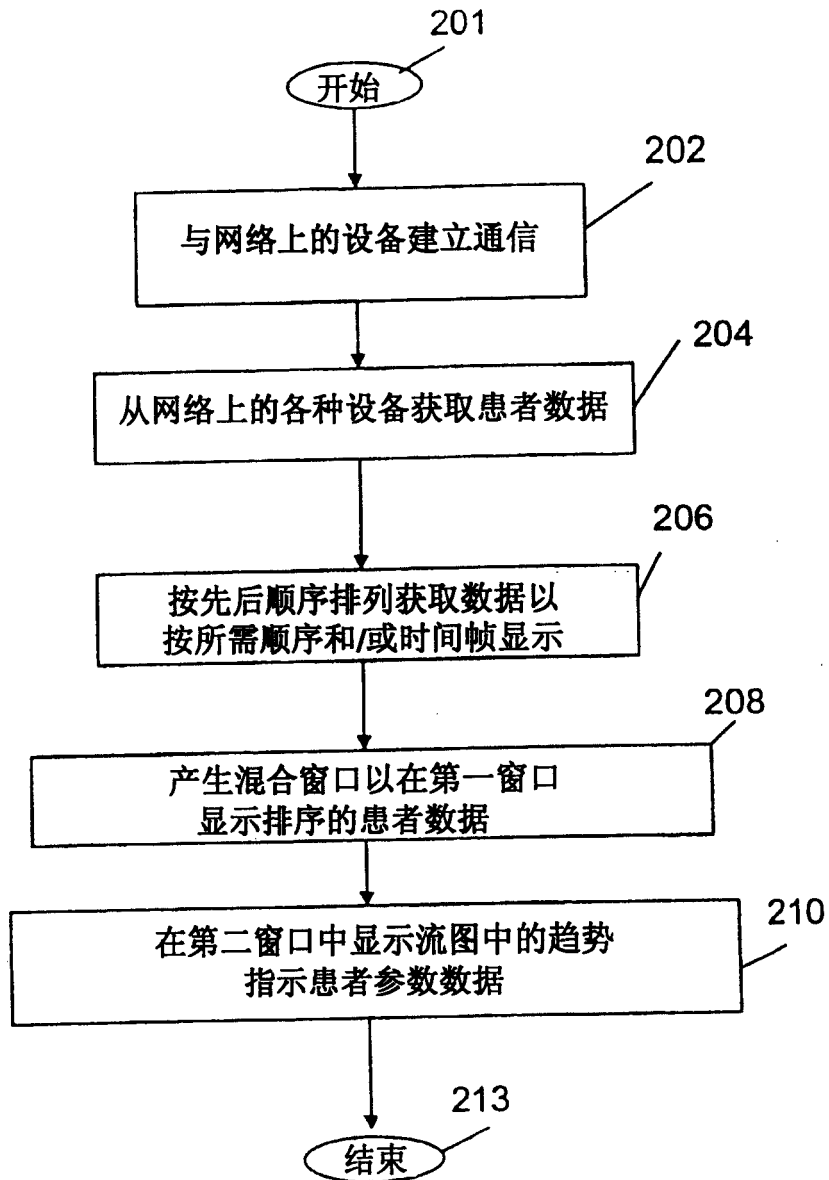 201
开始
202
与网络上的设备建立通信
204
从网络上的各种设备获取患者数据
206
按先后顺序排列获取数据以
按所需顺序和/或时间帧显示
208
产生混合窗口以在第一窗口
显示排序的患者数据
210
在第二窗口中显示流图中的趋势
指示患者参数数据
213
结束